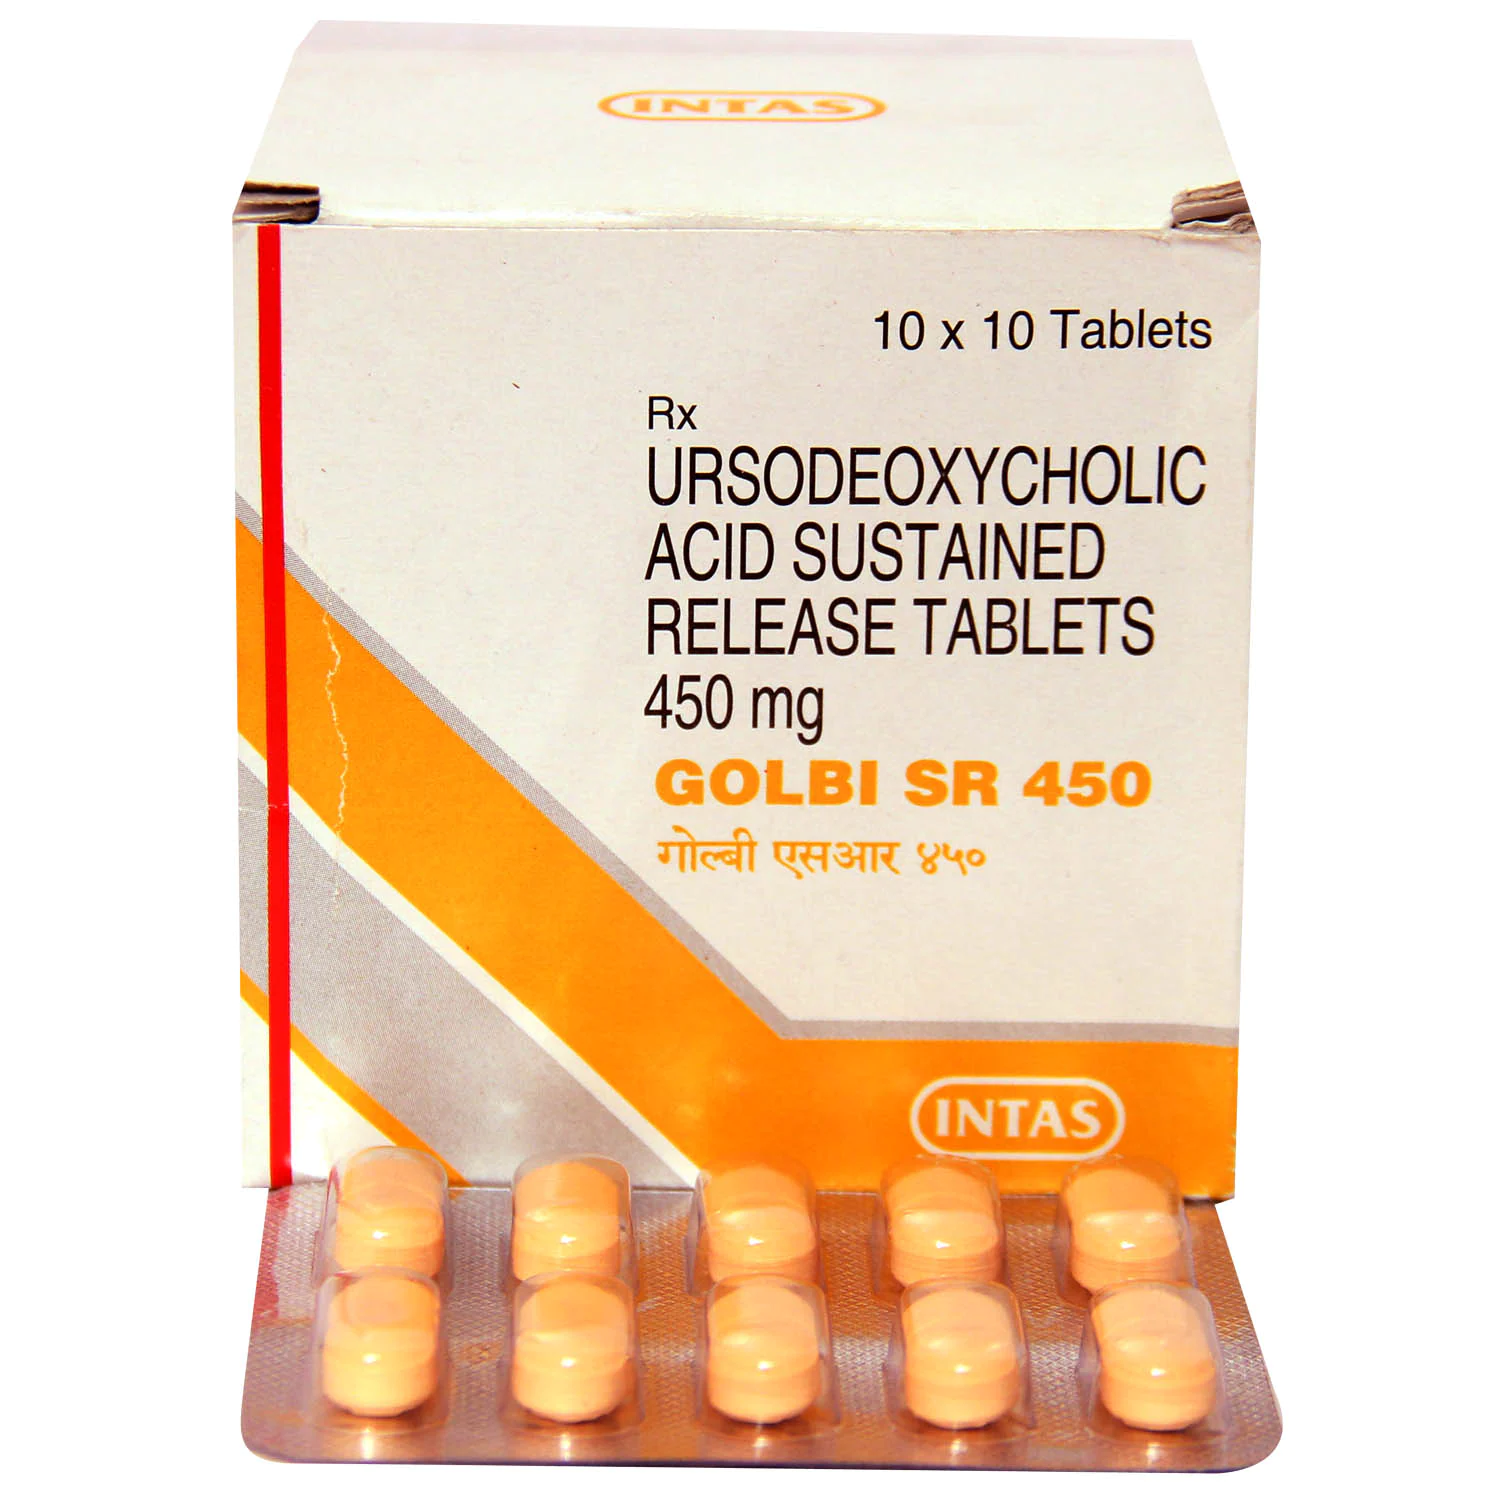 INTAS
10 x 10 Tablets
Rx
URSODEOXYCHOLIC
ACID SUSTAINED
RELEASE TABLETS
450 mg
GOLBI SR 450
गोल्बी एसआर ४५०
INTAS